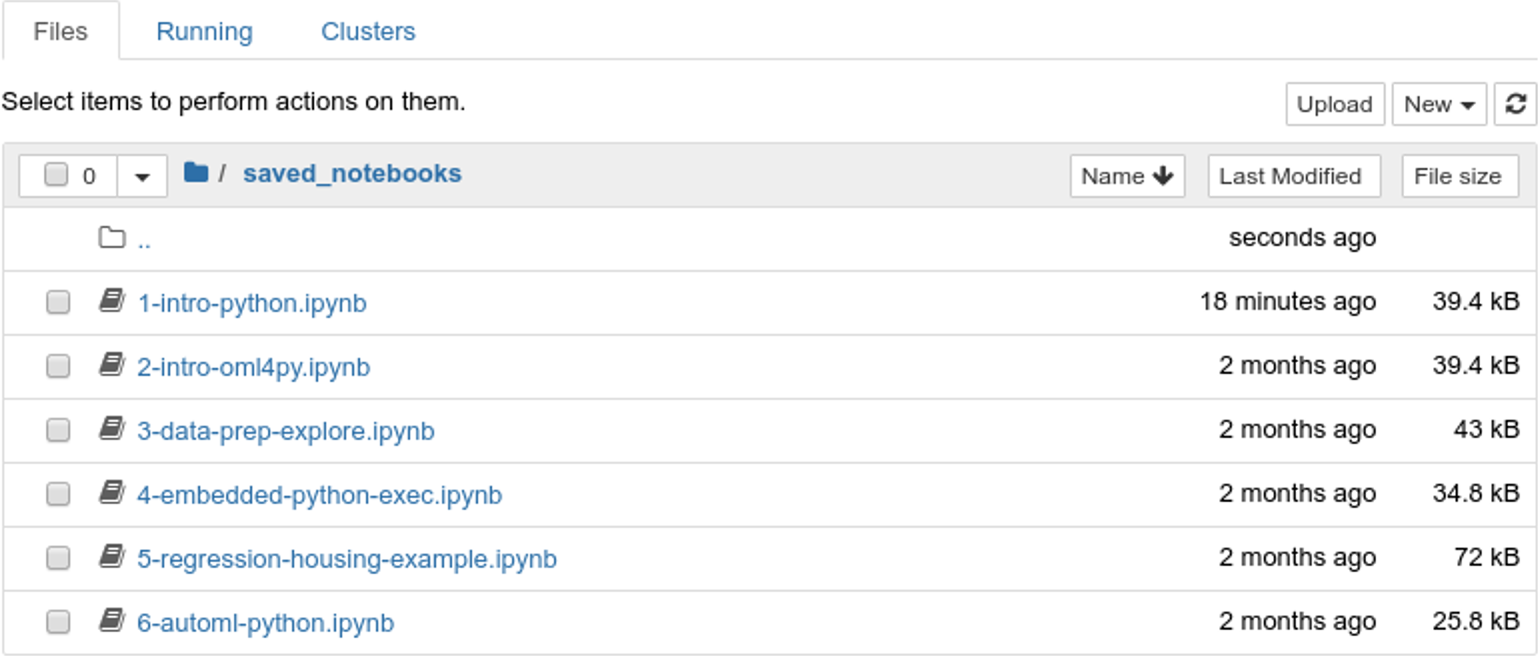 Files Running Clusters
Select items to perform actions on them. Upload New
0 / saved_notebooks Name Last Modified File size
.. seconds ago
1-intro-python.ipynb 18 minutes ago 39.4 kB
2-intro-oml4py.ipynb 2 months ago 39.4 kB
3-data-prep-explore.ipynb 2 months ago 43 kB
4-embedded-python-exec.ipynb 2 months ago 34.8 kB
5-regression-housing-example.ipynb 2 months ago 72 kB
6-automl-python.ipynb 2 months ago 25.8 kB